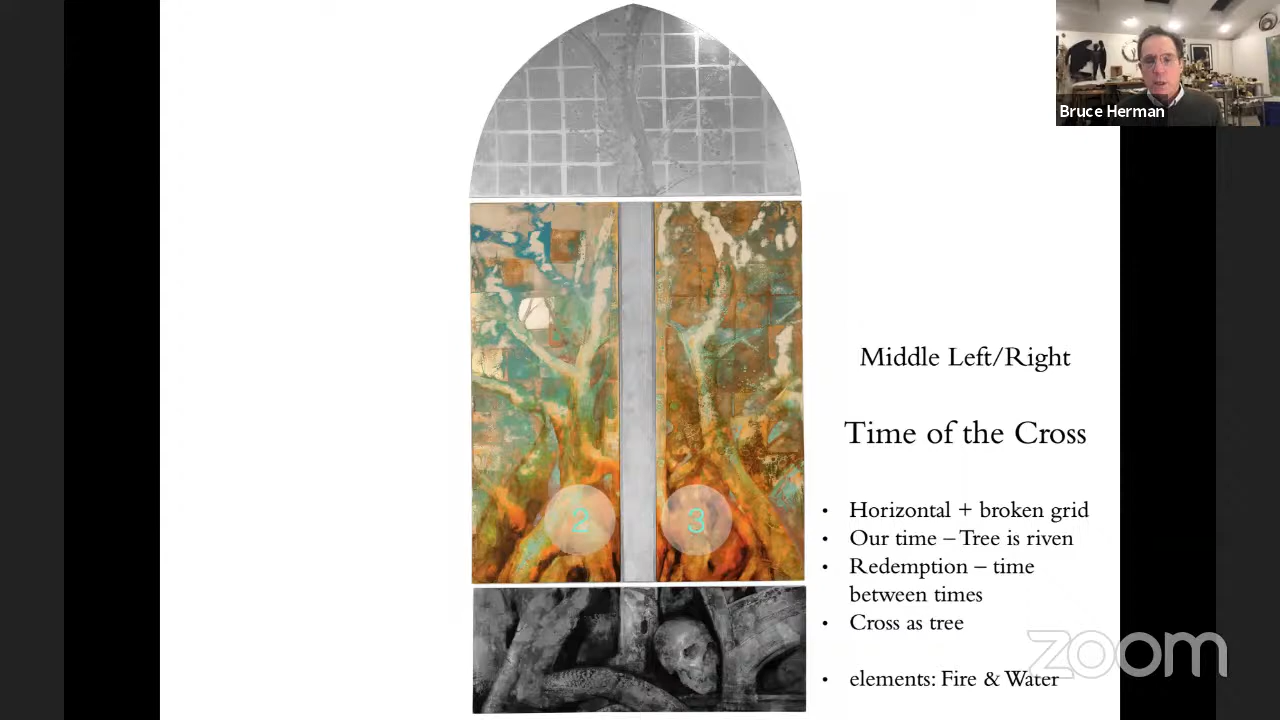 Bruce Herman
Middle Left/Right
Time of the Cross
2
3
• Horizontal + broken grid
• Our time – Tree is riven
• Redemption – time
between times
• Cross as tree
• elements: Fire & Water
zoom